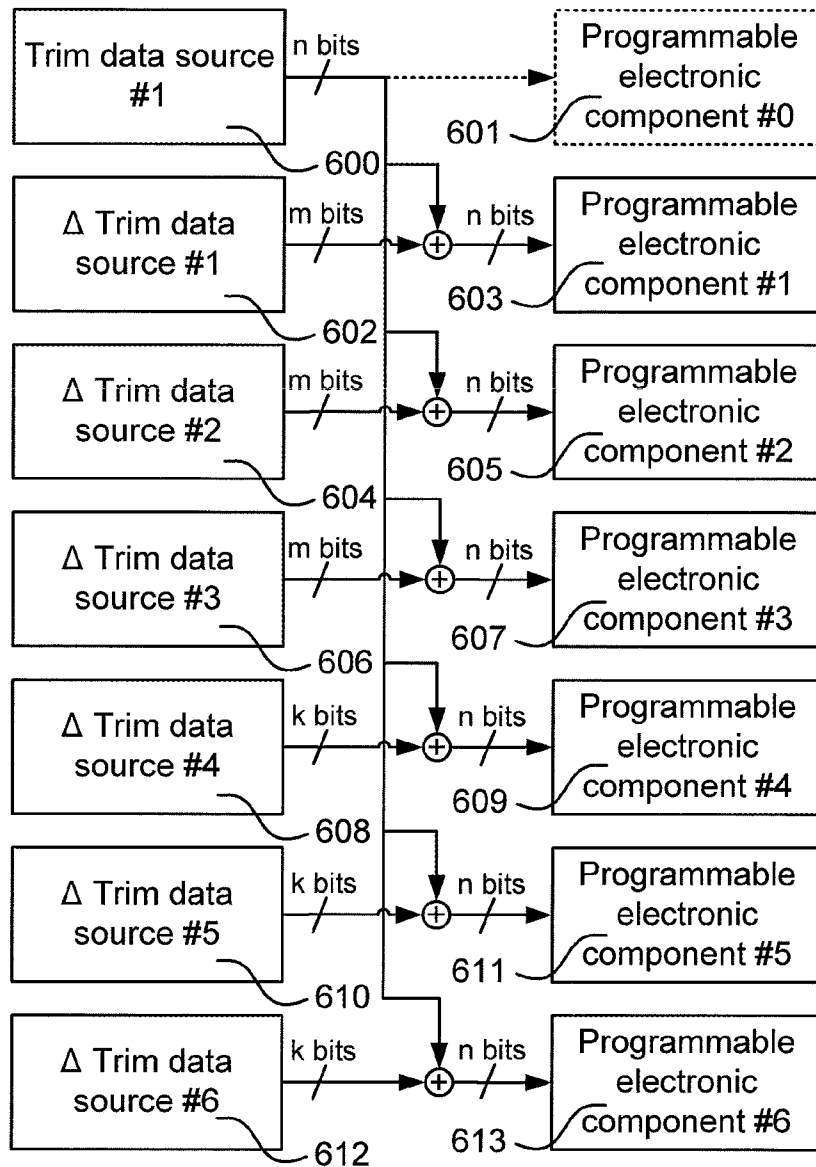 Trim data source
#1
n bits
Programmable
electronic
component #0
600
601
Δ Trim data
source #1
m bits
n bits
Programmable
electronic
component #1
602
603
Δ Trim data
source #2
m bits
n bits
Programmable
electronic
component #2
604
605
Δ Trim data
source #3
m bits
n bits
Programmable
electronic
component #3
606
607
Δ Trim data
source #4
k bits
n bits
Programmable
electronic
component #4
608
609
Δ Trim data
source #5
k bits
n bits
Programmable
electronic
component #5
610
611
Δ Trim data
source #6
k bits
n bits
Programmable
electronic
component #6
612
613